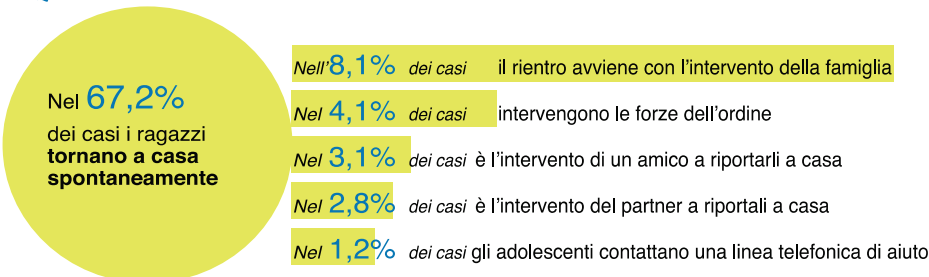 Nel 67,2%
dei casi i ragazzi
tornano a casa
spontaneamente
Nell'8,1% dei casi il rientro avviene con l'intervento della famiglia
Nel 4,1% dei casi intervengono le forze dell'ordine
Nel 3,1% dei casi è l'intervento di un amico a riportarli a casa
Nel 2,8% dei casi è l'intervento del partner a riportali a casa
Nel 1,2% dei casi gli adolescenti contattano una linea telefonica di aiuto